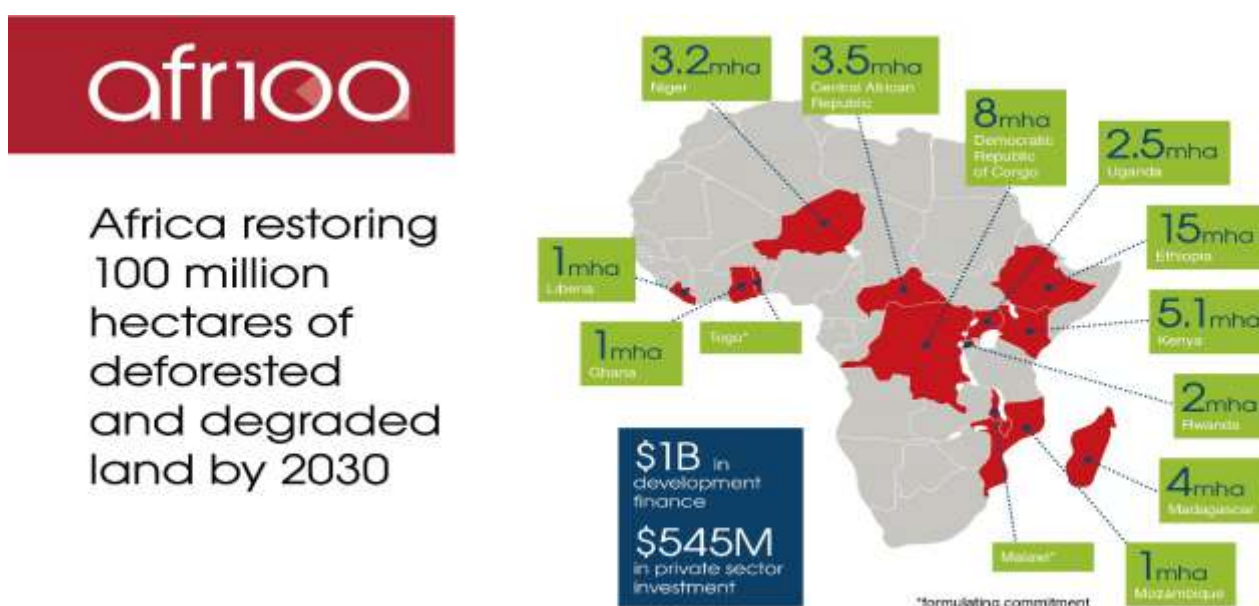 afr100
Africa restoring
100 million
hectares of
deforested
and degraded
land by 2030
3.2mha
Niger
3.5mha
Central African
Republic
8mha
Democratic
Republic
of Congo
2.5mha
Uganda
15mha
Ethiopia
1mha
Liberia
5.1mha
Kenya
1mha
Ghana
Togo*
2mha
Rwanda
4mha
Madagascar
Malawi*
1mha
Mozambique
$1B in
development
finance
$545M
in private sector
investment
*formulating commitment